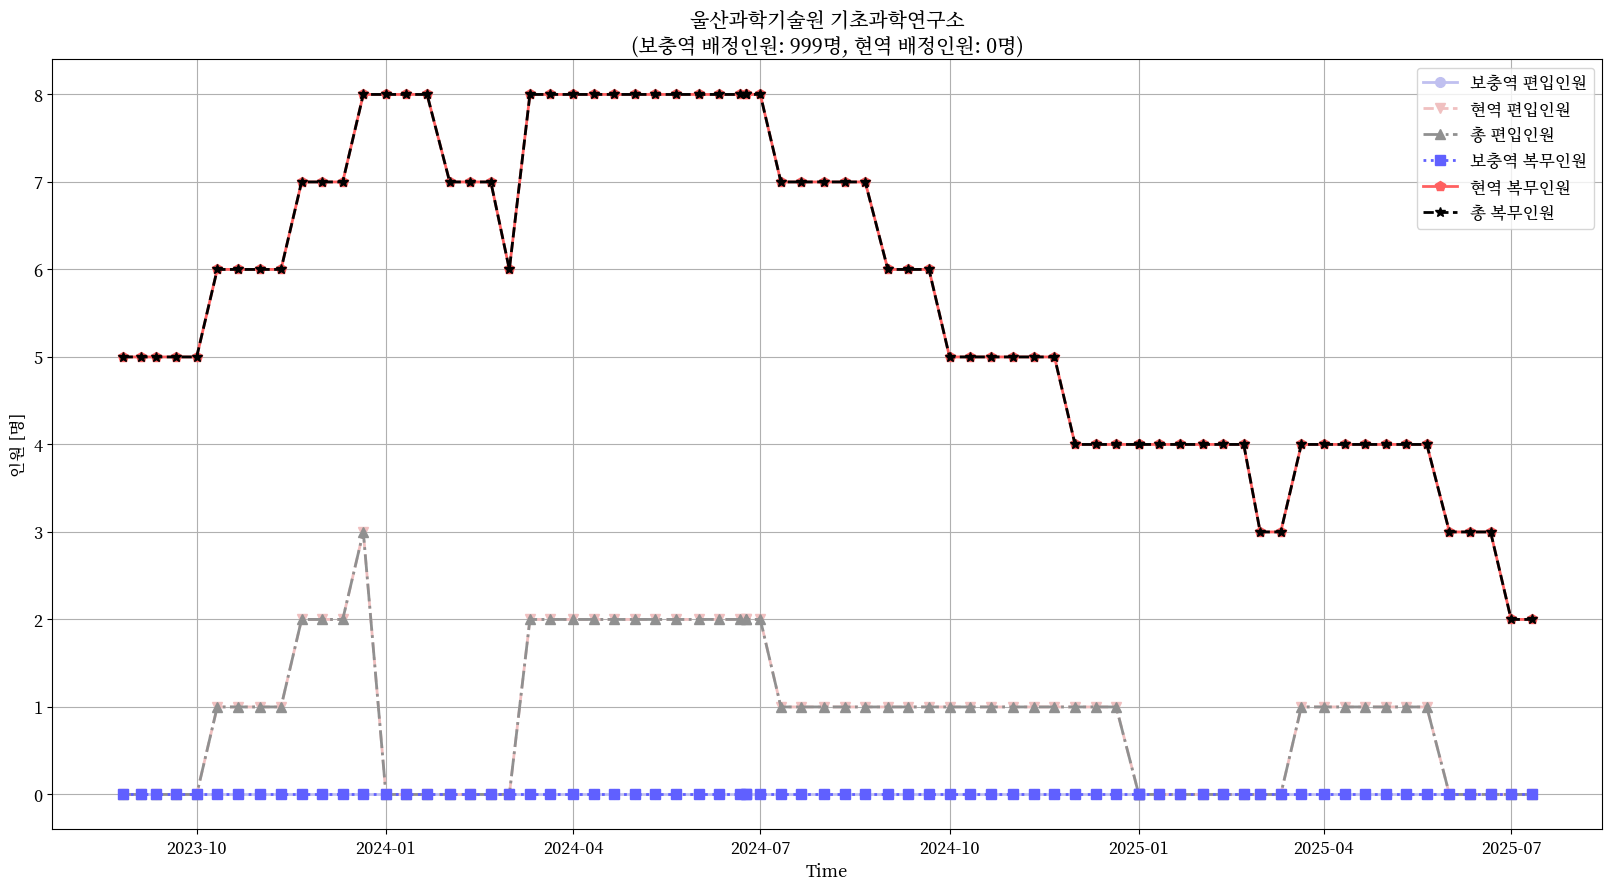 울산과학기술원 기초과학연구소
(보충역 배정인원: 999명, 현역 배정인원: 0명)
보충역 편입인원
현역 편입인원
총 편입인원
보충역 복무인원
현역 복무인원
총 복무인원
인원 [명]
8
7
6
5
4
3
2
1
0
2023-10
2024-01
2024-04
2024-07
2024-10
2025-01
2025-04
2025-07
Time